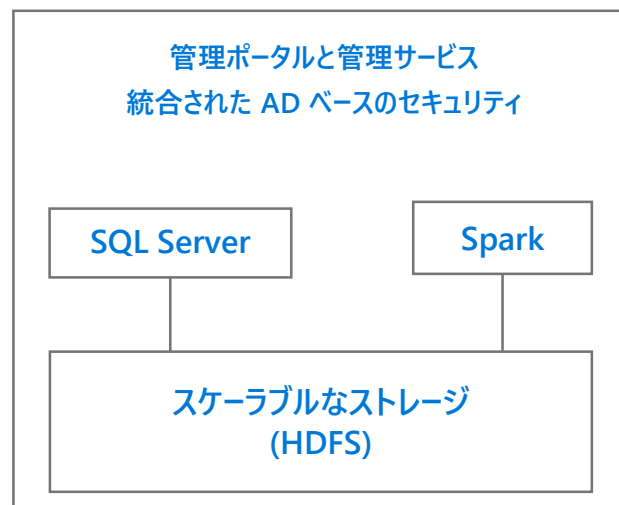 管理ポータルと管理サービス
統合された AD ベースのセキュリティ
SQL Server
Spark
スケーラブルなストレージ
(HDFS)